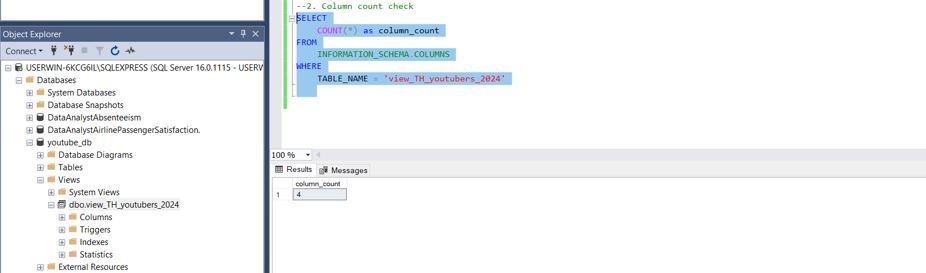 Object Explorer
Connect
USERWIN-6KCG6IL\SQLEXPRESS (SQL Server 16.0.1115 - USERW
Databases
System Databases
Database Snapshots
DataAnalystAbsenteeism
DataAnalystAirlinePassengerSatisfaction.
youtube_db
Database Diagrams
Tables
Views
System Views
dbo.view_TH_youtubers_2024
Columns
Triggers
Indexes
Statistics
External Resources
--2. Column count check
SELECT
COUNT(*) as column_count
FROM
INFORMATION_SCHEMA.COLUMNS
WHERE
TABLE_NAME = 'view_TH_youtubers_2024'
100 %
Results Messages
column_count
1 4